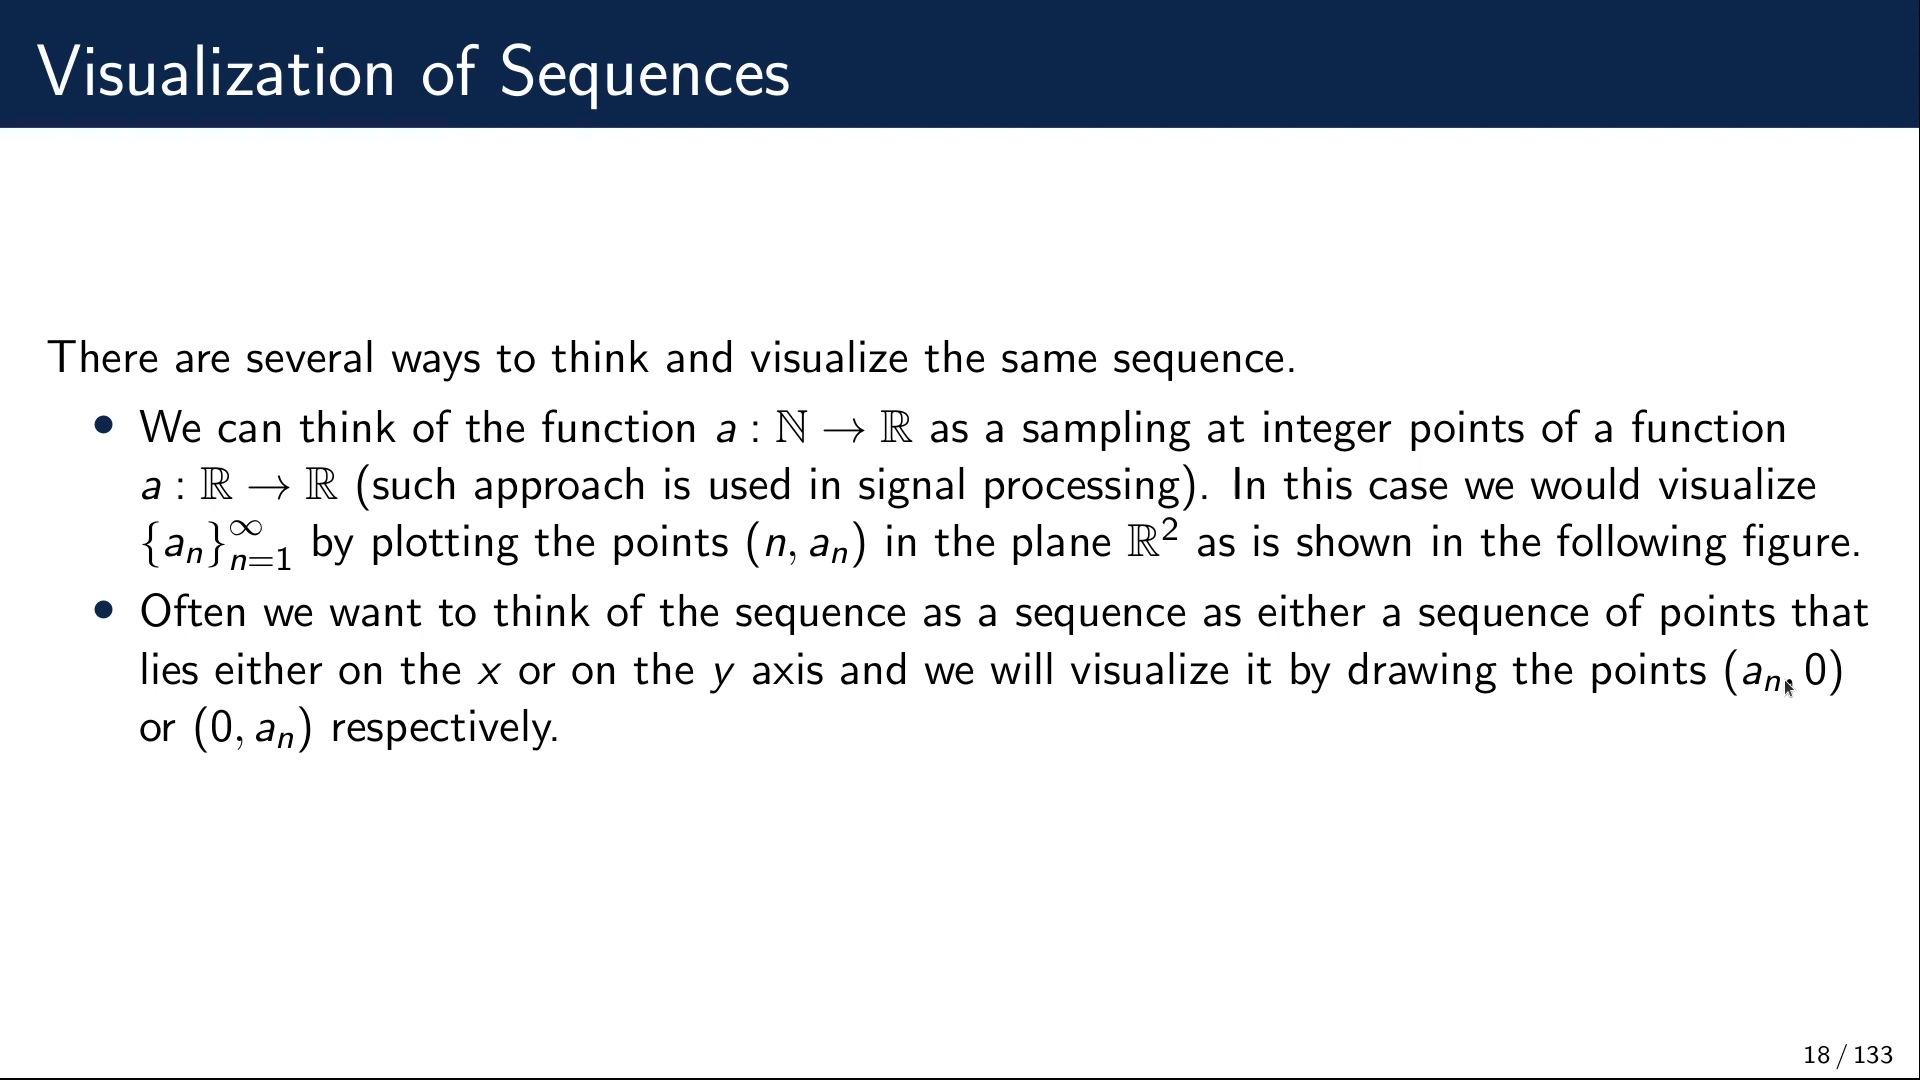 Visualization of Sequences
There are several ways to think and visualize the same sequence.
• We can think of the function a : ℕ → ℝ as a sampling at integer points of a function
a : ℝ → ℝ (such approach is used in signal processing). In this case we would visualize
{aₙ}∞ₙ₌₁ by plotting the points (n, aₙ) in the plane ℝ² as is shown in the following figure.
• Often we want to think of the sequence as a sequence as either a sequence of points that
lies either on the x or on the y axis and we will visualize it by drawing the points (aₙ, 0)
or (0, aₙ) respectively.
18 / 133